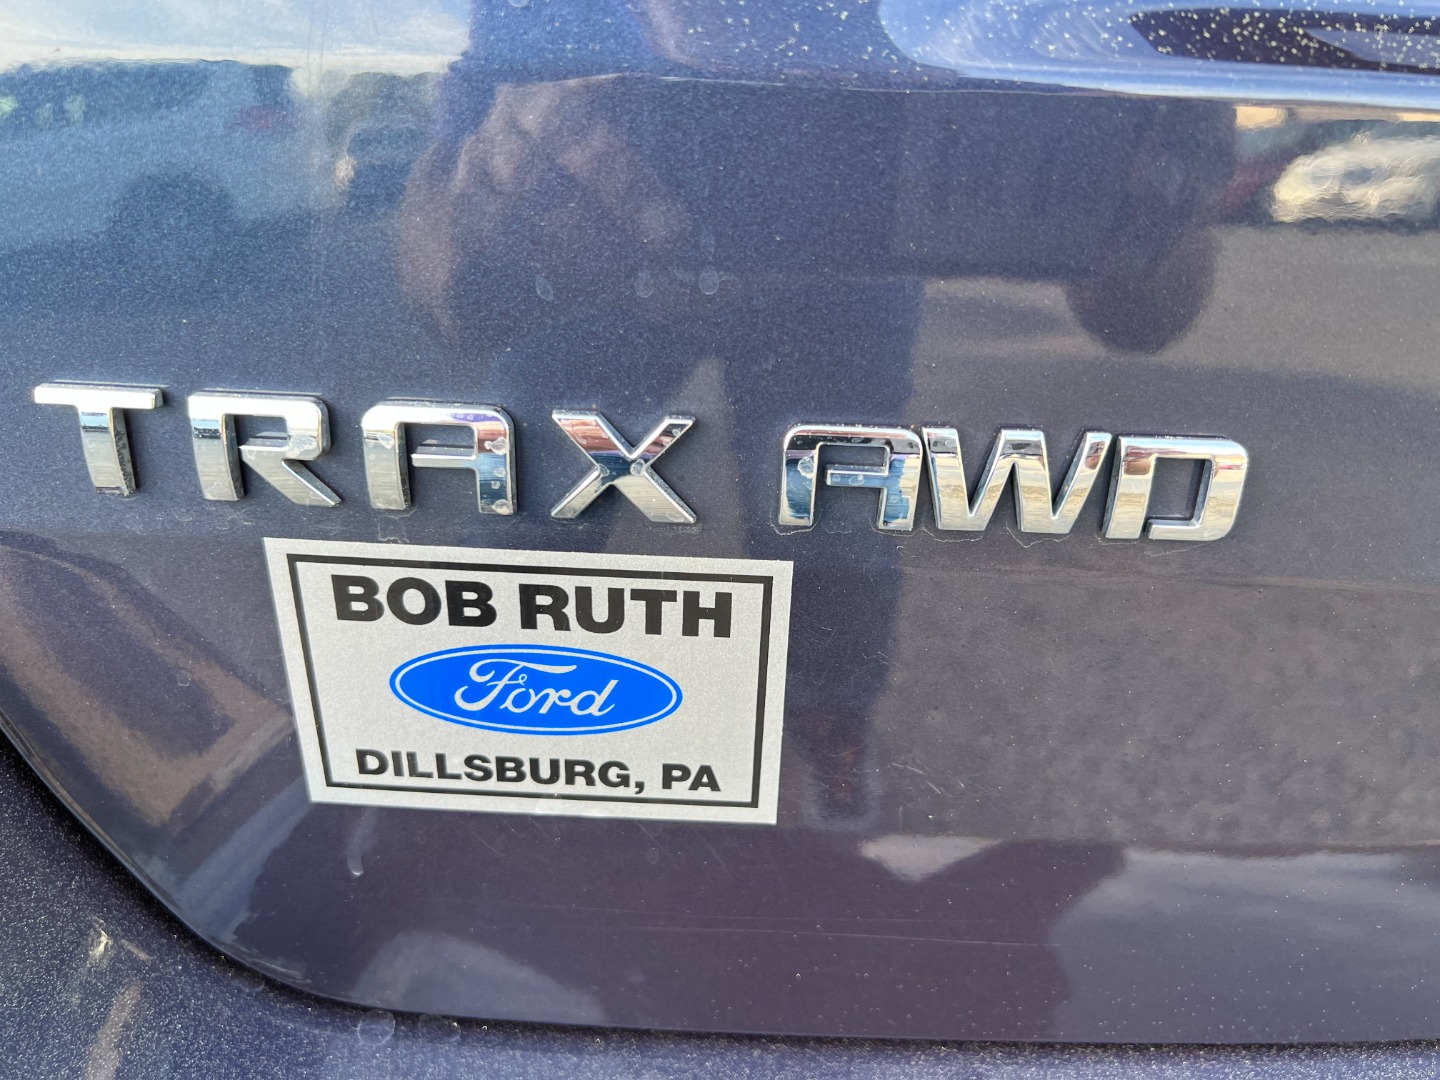 TRAX AWD
BOB RUTH
Ford
DILLSBURG, PA